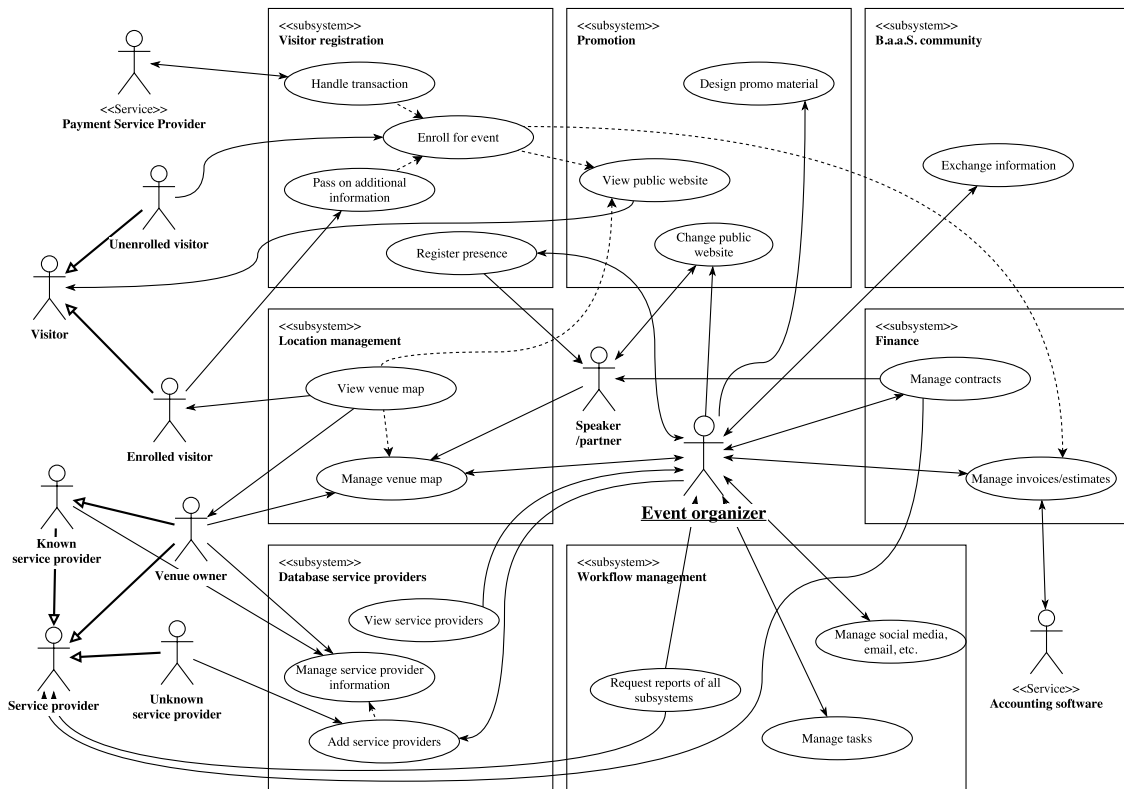 <<subsystem>>
Visitor registration
<<subsystem>>
Promotion
<<subsystem>>
B.a.a.S. community
Handle transaction
Design promo material
<<Service>>
Payment Service Provider
Enroll for event
Exchange information
Pass on additional
information
View public website
Unenrolled visitor
Register presence
Change public
website
Visitor
<<subsystem>>
Location management
<<subsystem>>
Finance
View venue map
Manage contracts
Speaker
/partner
Enrolled visitor
Manage venue map
Manage invoices/estimates
Event organizer
Known
service provider
Venue owner
<<subsystem>>
Database service providers
<<subsystem>>
Workflow management
View service providers
Manage social media,
email, etc.
Manage service provider
information
Request reports of all
subsystems
Unknown
service provider
Service provider
<<Service>>
Accounting software
Add service providers
Manage tasks